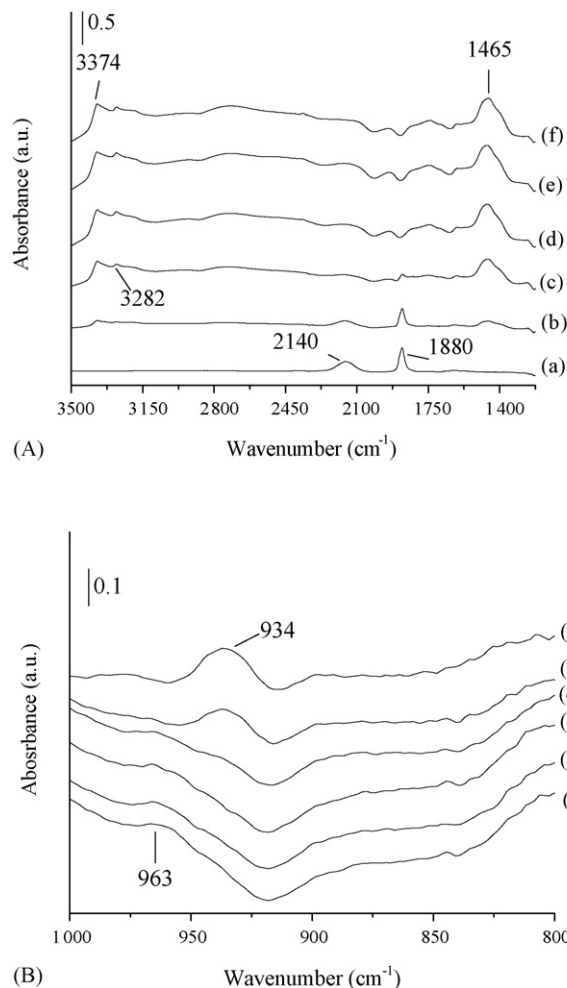 0.5
3374
1465
(f)
(e)
(d)
(c)
3282
(b)
2140
1880
(a)
Absorbance (a.u.)
3500 3150 2800 2450 2100 1750 1400
Wavenumber (cm-1)
(A)
0.1
934
(
(
(
(
(
(
963
Abosrbance (a.u.)
1000 950 900 850 800
Wavenumber (cm-1)
(B)